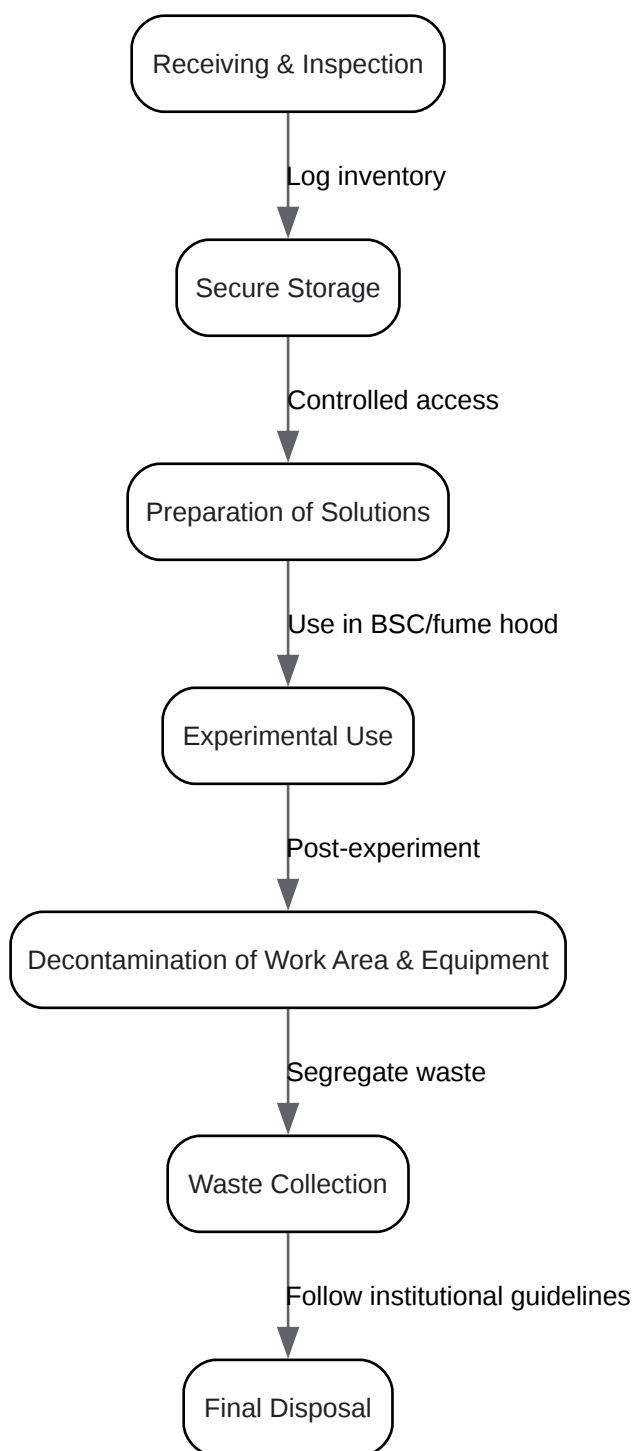 Receiving & Inspection
Log inventory
Secure Storage
Controlled access
Preparation of Solutions
Use in BSC/fume hood
Experimental Use
Post-experiment
Decontamination of Work Area & Equipment
Segregate waste
Waste Collection
Follow institutional guidelines
Final Disposal